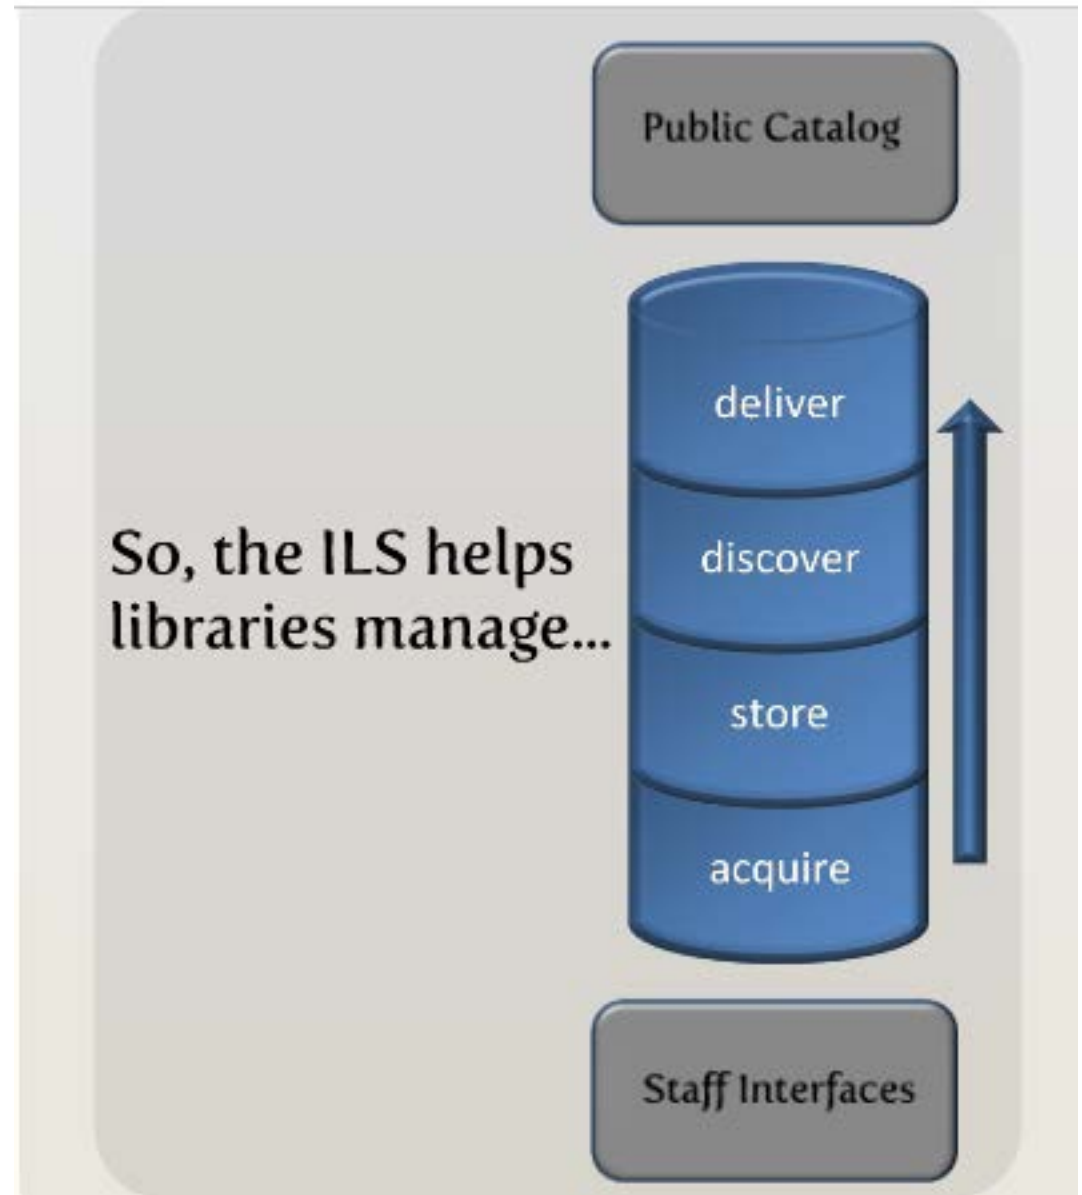 Public Catalog
deliver
discover
So, the ILS helps
libraries manage...
store
acquire
Staff Interfaces